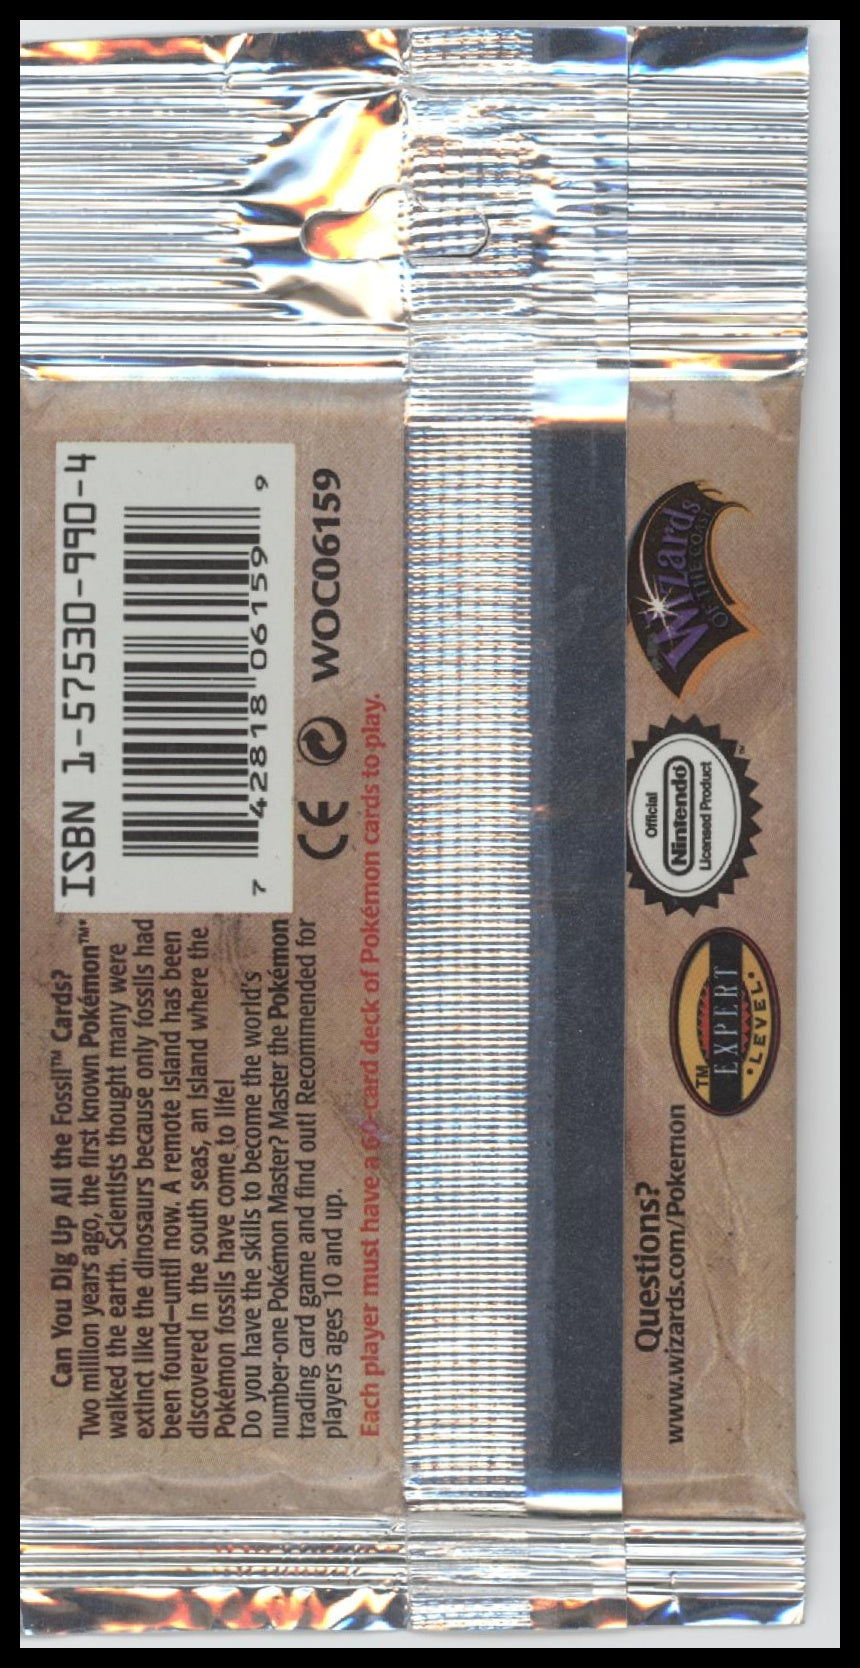 Can You Dig Up All the Fossil™ Cards?
Two million years ago, the first known Pokémon™
walked the earth. Scientists thought many were
extinct like the dinosaurs because only fossils had
been found—until now. A remote island has been
discovered in the south seas, an island where the
Pokémon fossils have come to life!
Do you have the skills to become the world's
number-one Pokémon Master? Master the Pokémon
trading card game and find out! Recommended for
players ages 10 and up.
Each player must have a 60-card deck of Pokémon cards to play.
ISBN 1-57530-990-4
7 42818 06159 9
CE WOC06159
Questions?
www.wizards.com/Pokemon
TM
EXPERT
LEVEL
Official
Nintendo
Licensed Product
™
Wizards
OF THE COAST